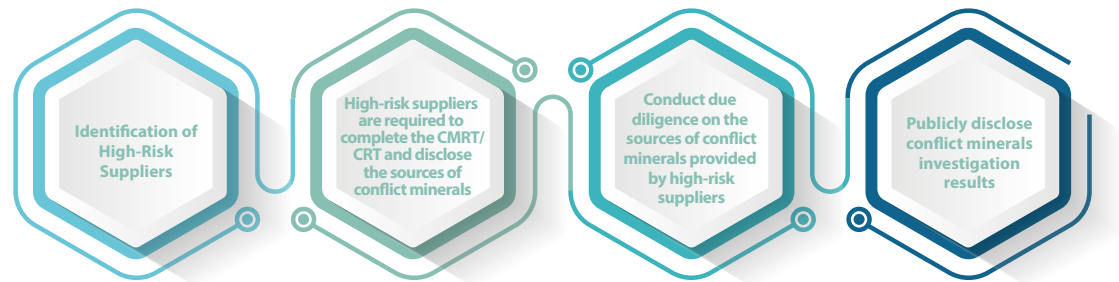 Identification of
High-Risk
Suppliers
High-risk suppliers
are required to
complete the CMRT/
CRT and disclose
the sources of
conflict minerals
Conduct due
diligence on the
sources of conflict
minerals provided
by high-risk
suppliers
Publicly disclose
conflict minerals
investigation
results